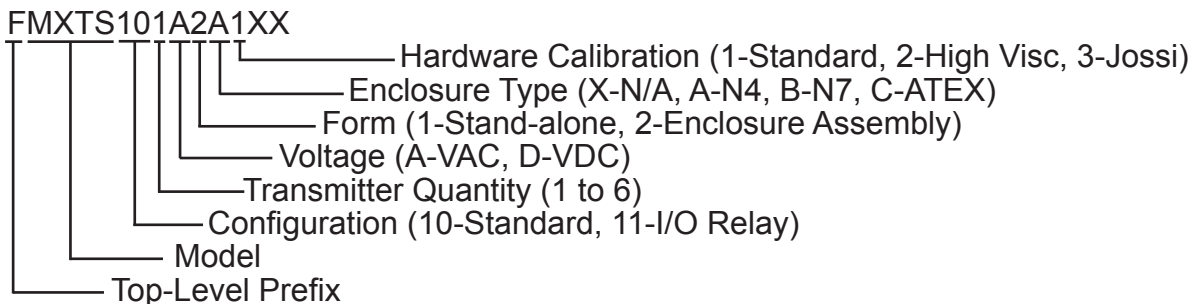 FMXTS101A2A1XX
Hardware Calibration (1-Standard, 2-High Visc, 3-Jossi)
Enclosure Type (X-N/A, A-N4, B-N7, C-ATEX)
Form (1-Stand-alone, 2-Enclosure Assembly)
Voltage (A-VAC, D-VDC)
Transmitter Quantity (1 to 6)
Configuration (10-Standard, 11-I/O Relay)
Model
Top-Level Prefix